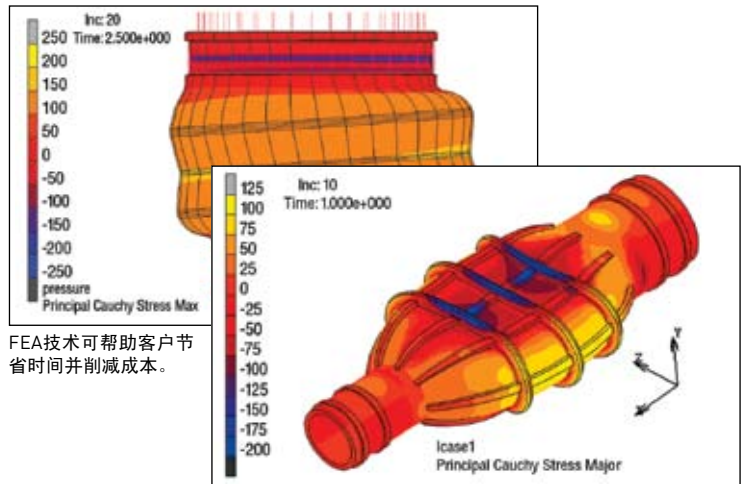 Inc: 20
Time: 2.500e+000
250
200
150
100
50
0
-50
-100
-150
-200
-250
pressure
Principal Cauchy Stress Max
FEA技术可帮助客户节
省时间并削减成本。
Inc: 10
Time: 1.000e+000
125
100
75
50
25
0
-25
-50
-75
-100
-125
-150
-175
-200
Y
Z
X
lcase1
Principal Cauchy Stress Major